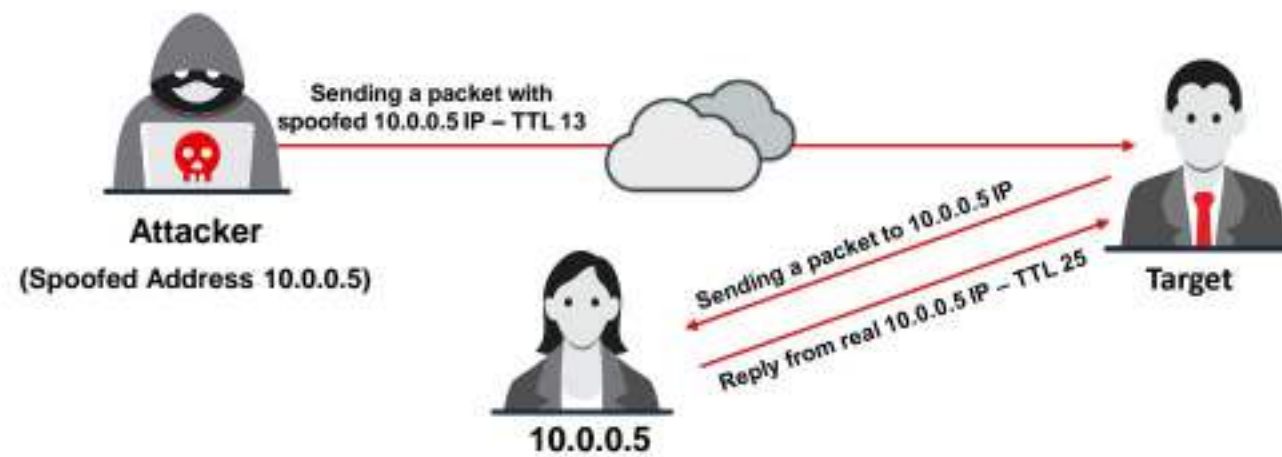 Sending a packet with
spoofed 10.0.0.5 IP – TTL 13
Attacker
(Spoofed Address 10.0.0.5)
Sending a packet to 10.0.0.5 IP
Reply from real 10.0.0.5 IP – TTL 25
Target
10.0.0.5